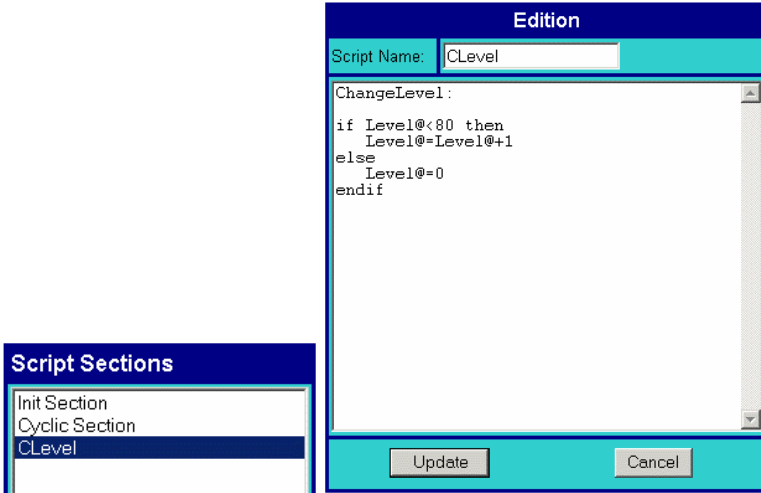 Edition
Script Name: CLevel
ChangeLevel:
if Level@<80 then
Level@=Level@+1
else
Level@=0
endif
Update Cancel
Script Sections
Init Section
Cyclic Section
CLevel